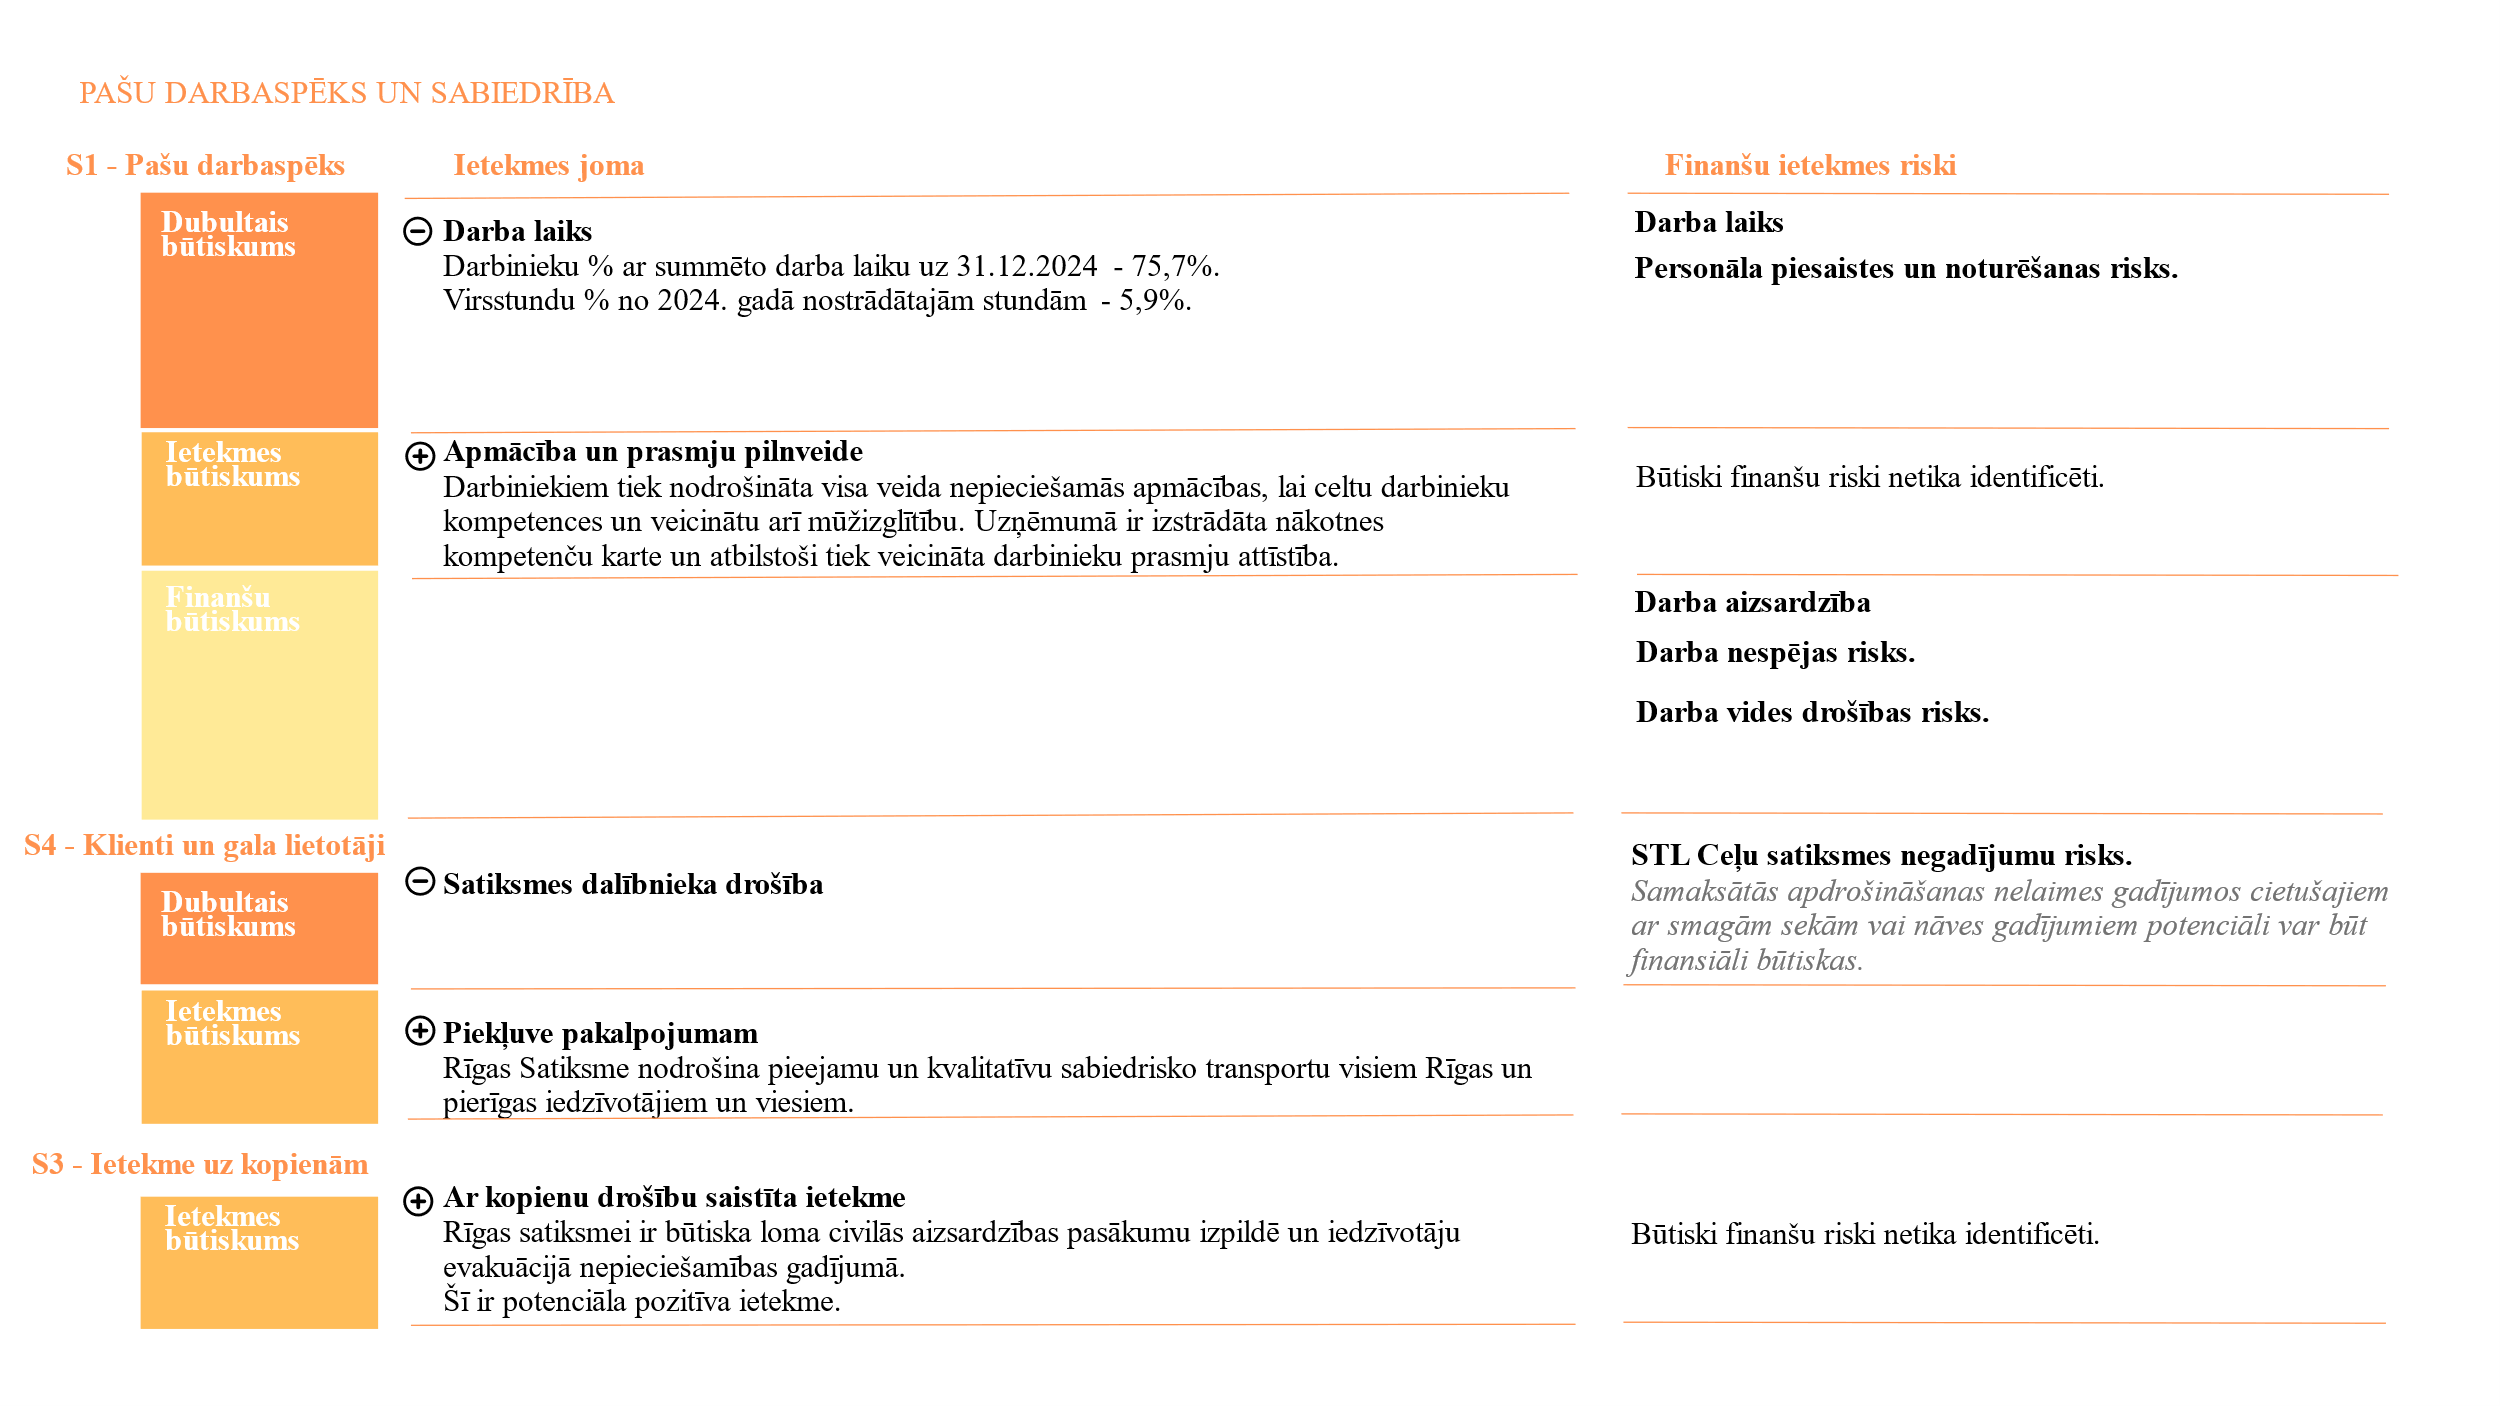 PAŠU DARBASPĒKS UN SABIEDRĪBA
S1 - Pašu darbaspēks
Ietekmes joma
Finanšu ietekmes riski
Dubultais
būtiskums
Darba laiks
Darbinieku % ar summēto darba laiku uz 31.12.2024 - 75,7%.
Virsstundu % no 2024. gadā nostrādātajām stundām - 5,9%.
Darba laiks
Personāla piesaistes un noturēšanas risks.
Ietekmes
būtiskums
Apmācība un prasmju pilnveide
Darbiniekiem tiek nodrošināta visa veida nepieciešamās apmācības, lai celtu darbinieku
kompetences un veicinātu arī mūžizglītību. Uzņēmumā ir izstrādāta nākotnes
kompetenču karte un atbilstoši tiek veicināta darbinieku prasmju attīstība.
Būtiski finanšu riski netika identificēti.
Finanšu
būtiskums
Darba aizsardzība
Darba nespējas risks.
Darba vides drošības risks.
S4 - Klienti un gala lietotāji
Dubultais
būtiskums
Satiksmes dalībnieka drošība
STL Ceļu satiksmes negadījumu risks.
Samaksātās apdrošināšanas nelaimes gadījumos cietušajiem
ar smagām sekām vai nāves gadījumiem potenciāli var būt
finansiāli būtiskas.
Ietekmes
būtiskums
Piekļuve pakalpojumam
Rīgas Satiksme nodrošina pieejamu un kvalitatīvu sabiedrisko transportu visiem Rīgas un
pierīgas iedzīvotājiem un viesiem.
S3 - Ietekme uz kopienām
Ietekmes
būtiskums
Ar kopienu drošību saistīta ietekme
Rīgas satiksmei ir būtiska loma civilās aizsardzības pasākumu izpildē un iedzīvotāju
evakuācijā nepieciešamības gadījumā.
Šī ir potenciāla pozitīva ietekme.
Būtiski finanšu riski netika identificēti.